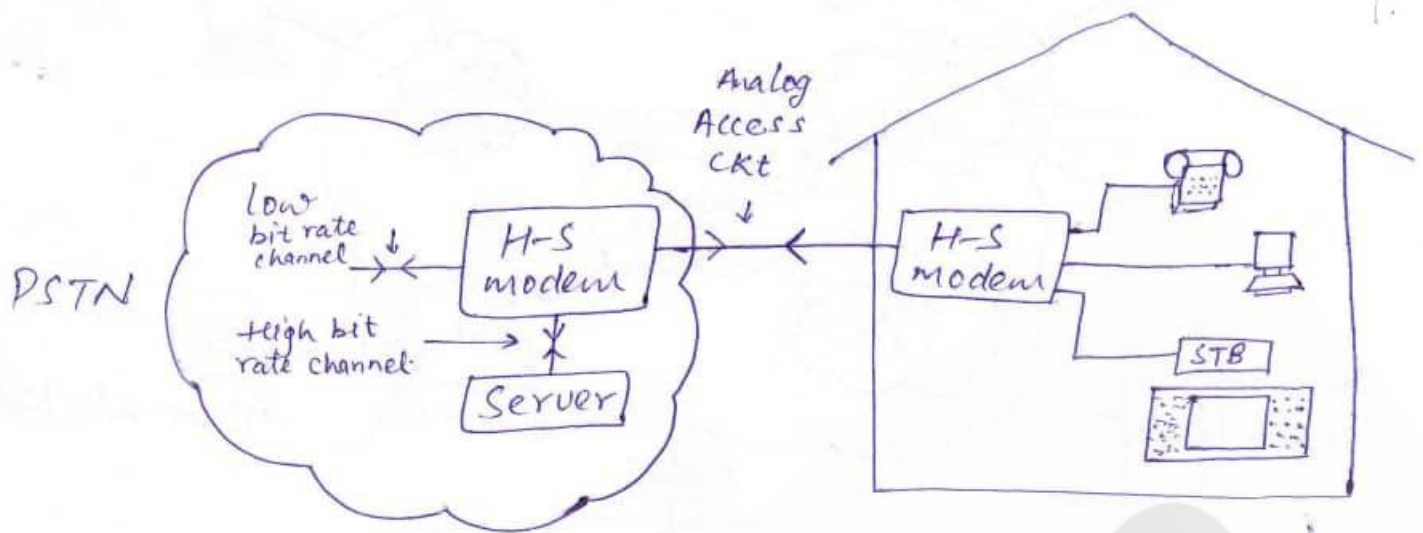 Analog
Access
CKt
PSTN
low
bit rate
channel
H-S
modem
High bit
rate channel
Server
H-S
modem
STB